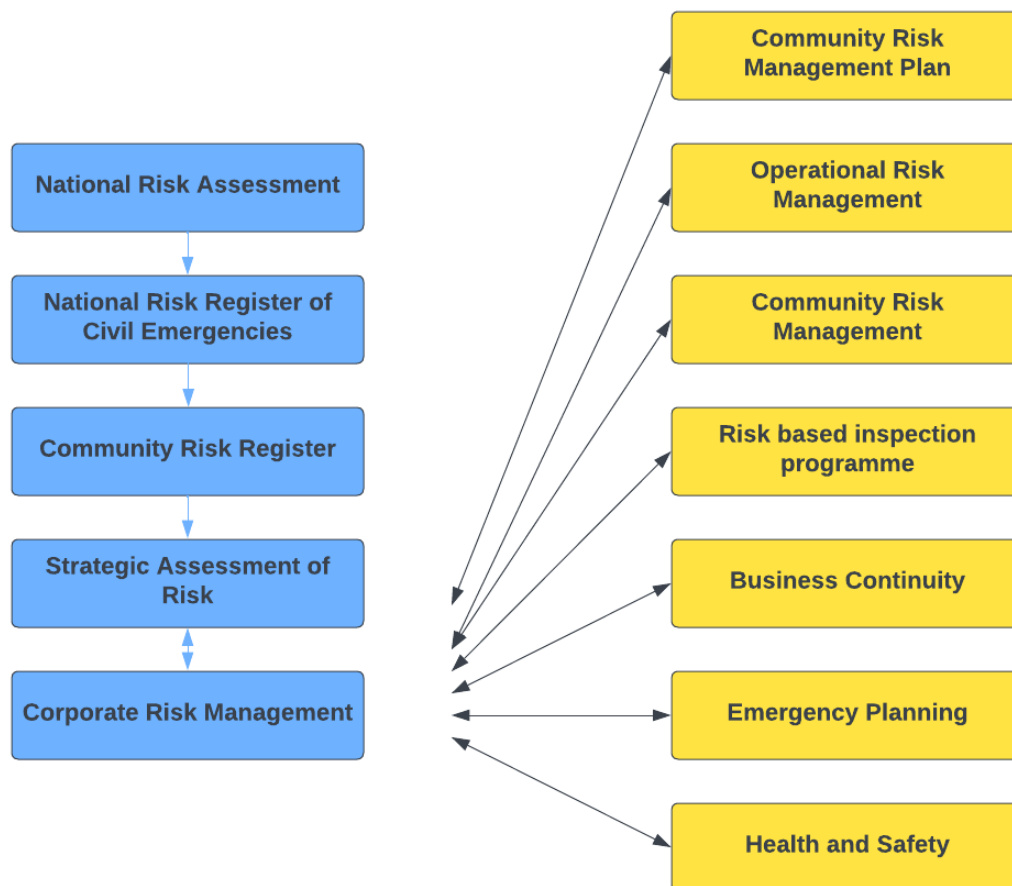 National Risk Assessment
National Risk Register of
Civil Emergencies
Community Risk Register
Strategic Assessment of
Risk
Corporate Risk Management
Community Risk
Management Plan
Operational Risk
Management
Community Risk
Management
Risk based inspection
programme
Business Continuity
Emergency Planning
Health and Safety